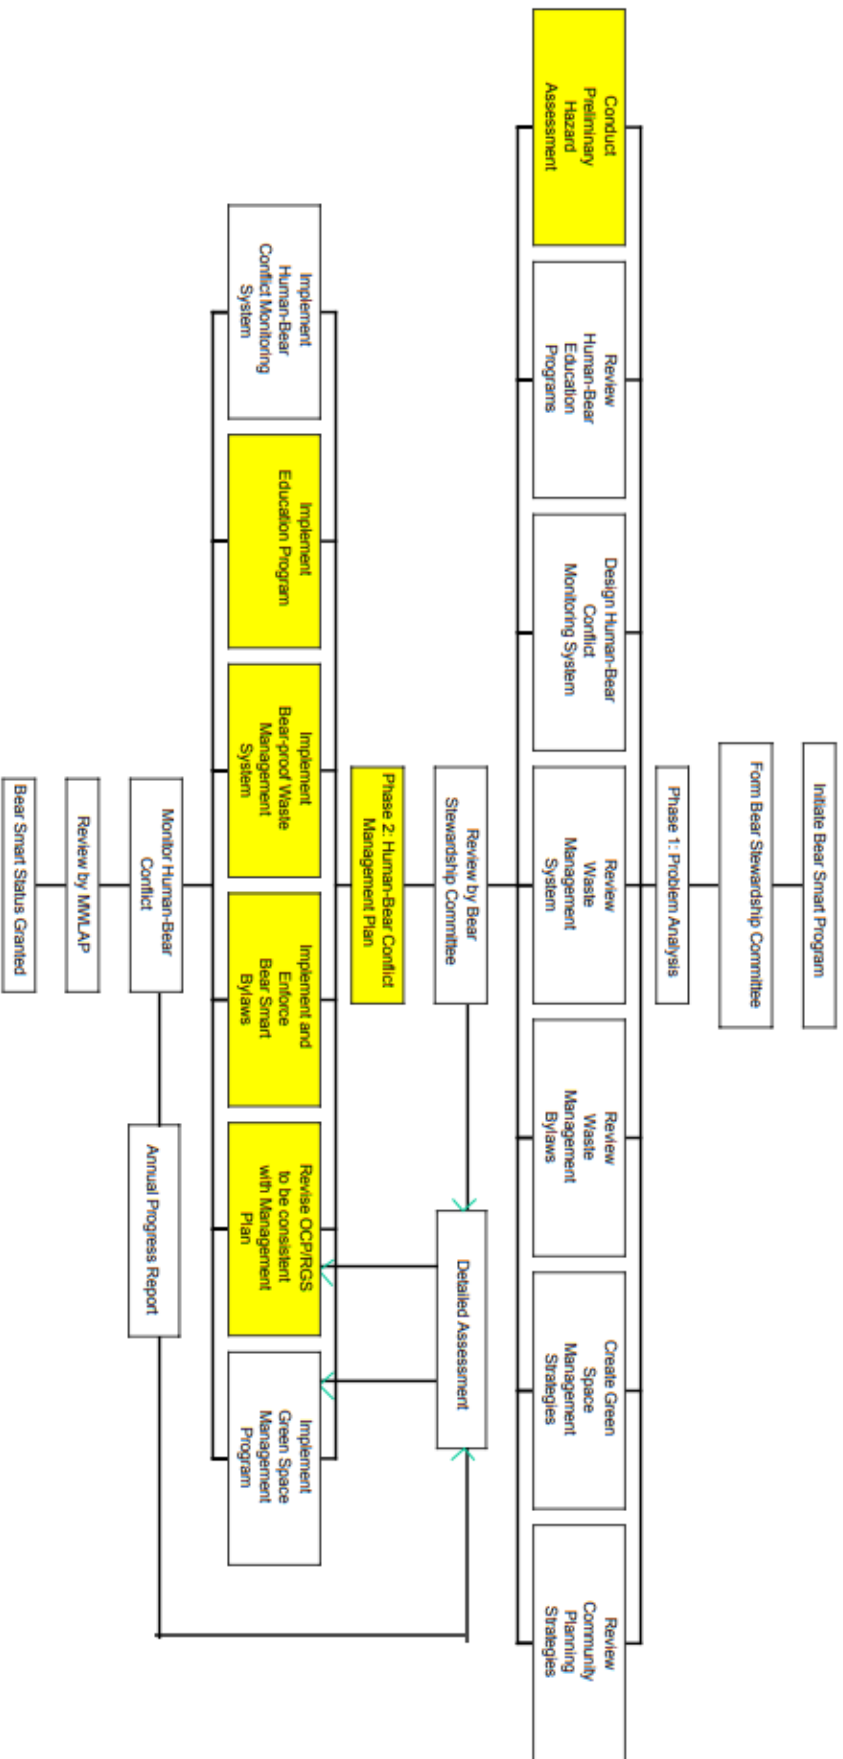 Initiate Bear Smart Program
Form Bear Stewardship Committee
Phase 1: Problem Analysis
Conduct
Preliminary
Hazard
Assessment
Review
Human-Bear
Education
Programs
Design Human-Bear
Conflict
Monitoring System
Review
Waste
Management
System
Review
Waste
Management
Bylaws
Create Green
Space
Management
Strategies
Review
Community
Planning
Strategies
Review by Bear
Stewardship Committee
Detailed Assessment
Phase 2: Human-Bear Conflict
Management Plan
Implement
Human-Bear
Conflict Monitoring
System
Implement
Education Program
Implement
Bear-proof Waste
Management
System
Implement and
Enforce
Bear Smart
Bylaws
Revise OCP/RGS
to be consistent
with Management
Plan
Implement
Green Space
Management
Program
Monitor Human-Bear
Conflict
Annual Progress Report
Review by MWLAP
Bear Smart Status Granted